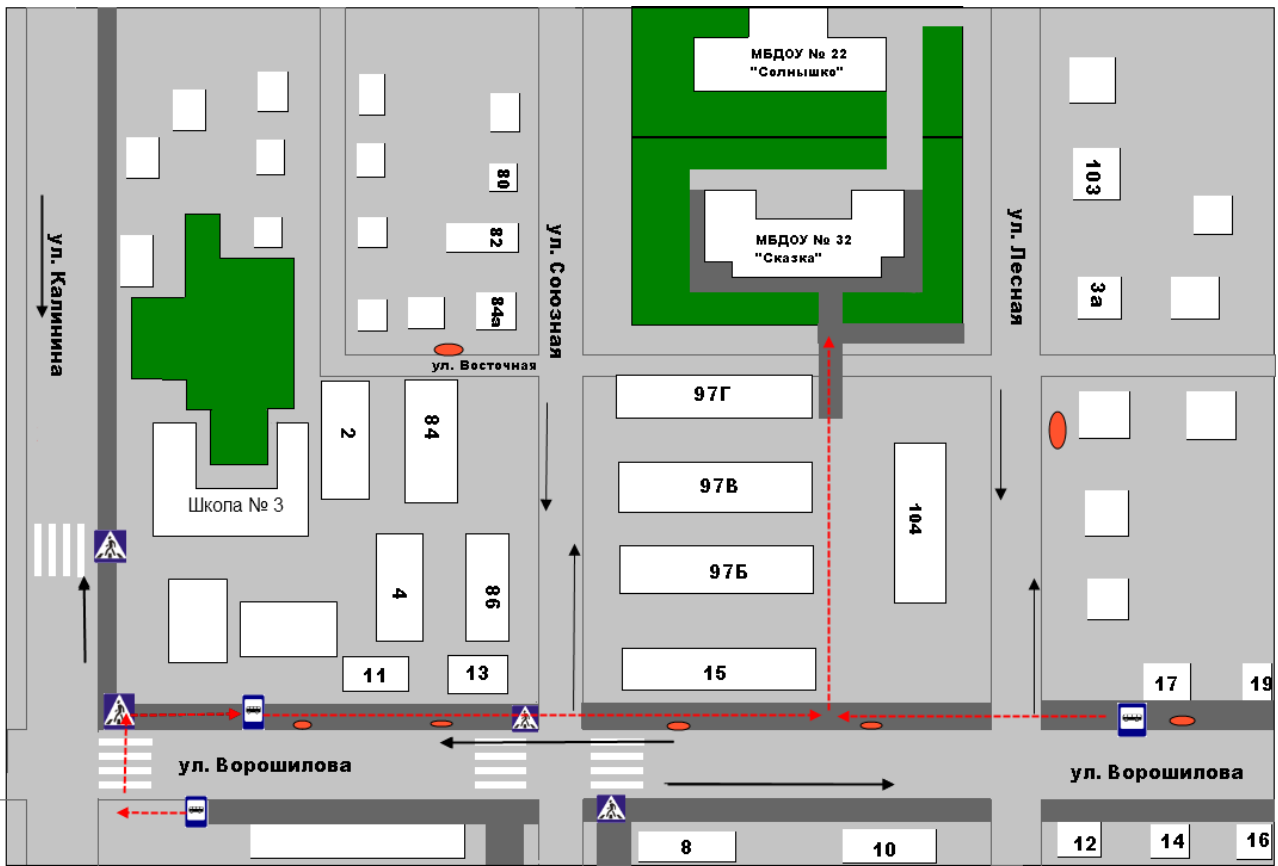 МБДОУ № 22
"Солнышко"
103
80
82
МБДОУ № 32
"Сказка"
ул. Калинина
ул. Союзная
ул. Лесная
84а
3а
ул. Восточная
97Г
2
84
97В
Школа № 3
104
97Б
4
86
11
13
15
17
19
ул. Ворошилова
ул. Ворошилова
8
10
12
14
16